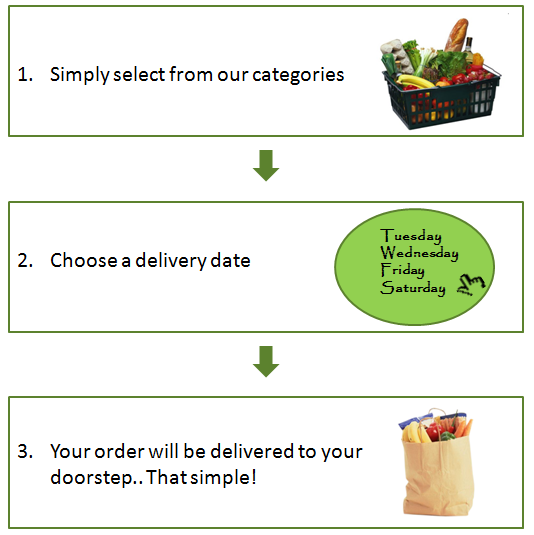 1. Simply select from our categories
2. Choose a delivery date
Tuesday
Wednesday
Friday
Saturday
3. Your order will be delivered to your
doorstep.. That simple!